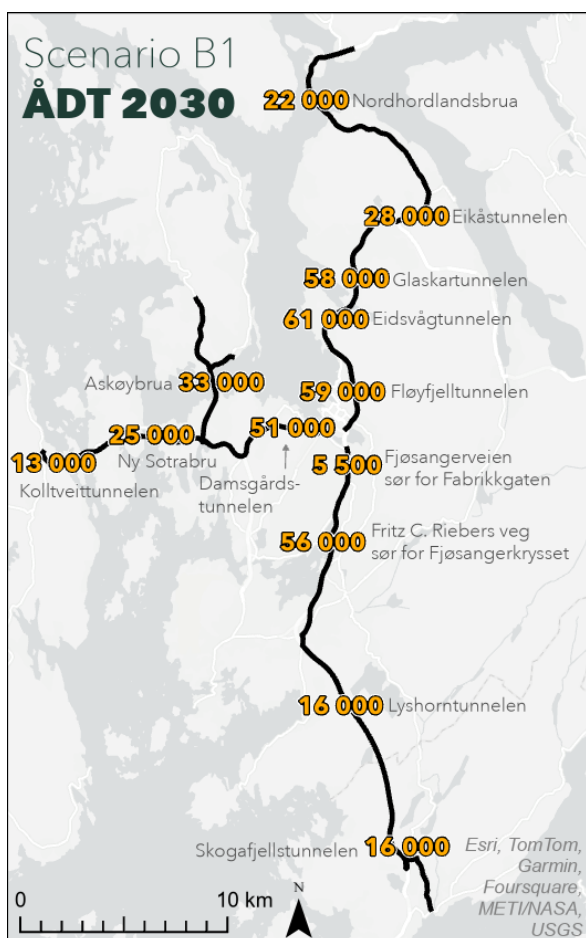 Scenario B1
ÅDT 2030
22 000 Nordhordlandsbrua
28 000 Eikåstunnelen
58 000 Glaskartunnelen
61 000 Eidsvågtunnelen
Askøybrua 33 000
59 000 Fløyfjelltunnelen
51 000
25 000
13 000
Ny Sotrabru
Kolltveittunnelen
Damsgårds-
tunnelen
5 500 Fjøsangerveien
sør for Fabrikkgaten
56 000 Fritz C. Riebers veg
sør for Fjøsangerkrysset
16 000 Lyshorntunnelen
Skogafjellstunnelen 16 000
Esri, TomTom,
Garmin,
Foursquare,
METI/NASA,
USGS
0 10 km
N